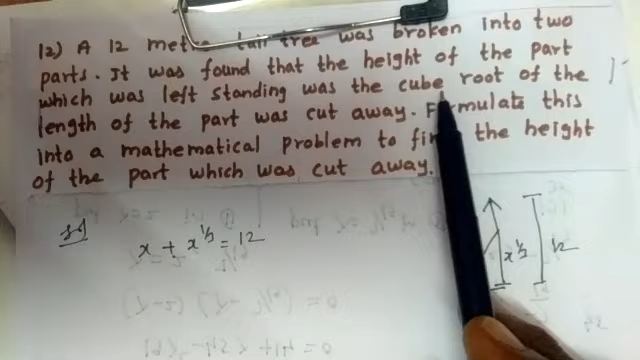 12) A 12 metre tall tree was broken into two
parts. It was found that the height of the part
which was left standing was the cube root of the
length of the part was cut away. Formulate this
into a mathematical problem to find the height
of the part which was cut away.
x + x^1/3 = 12
x^1/3
12